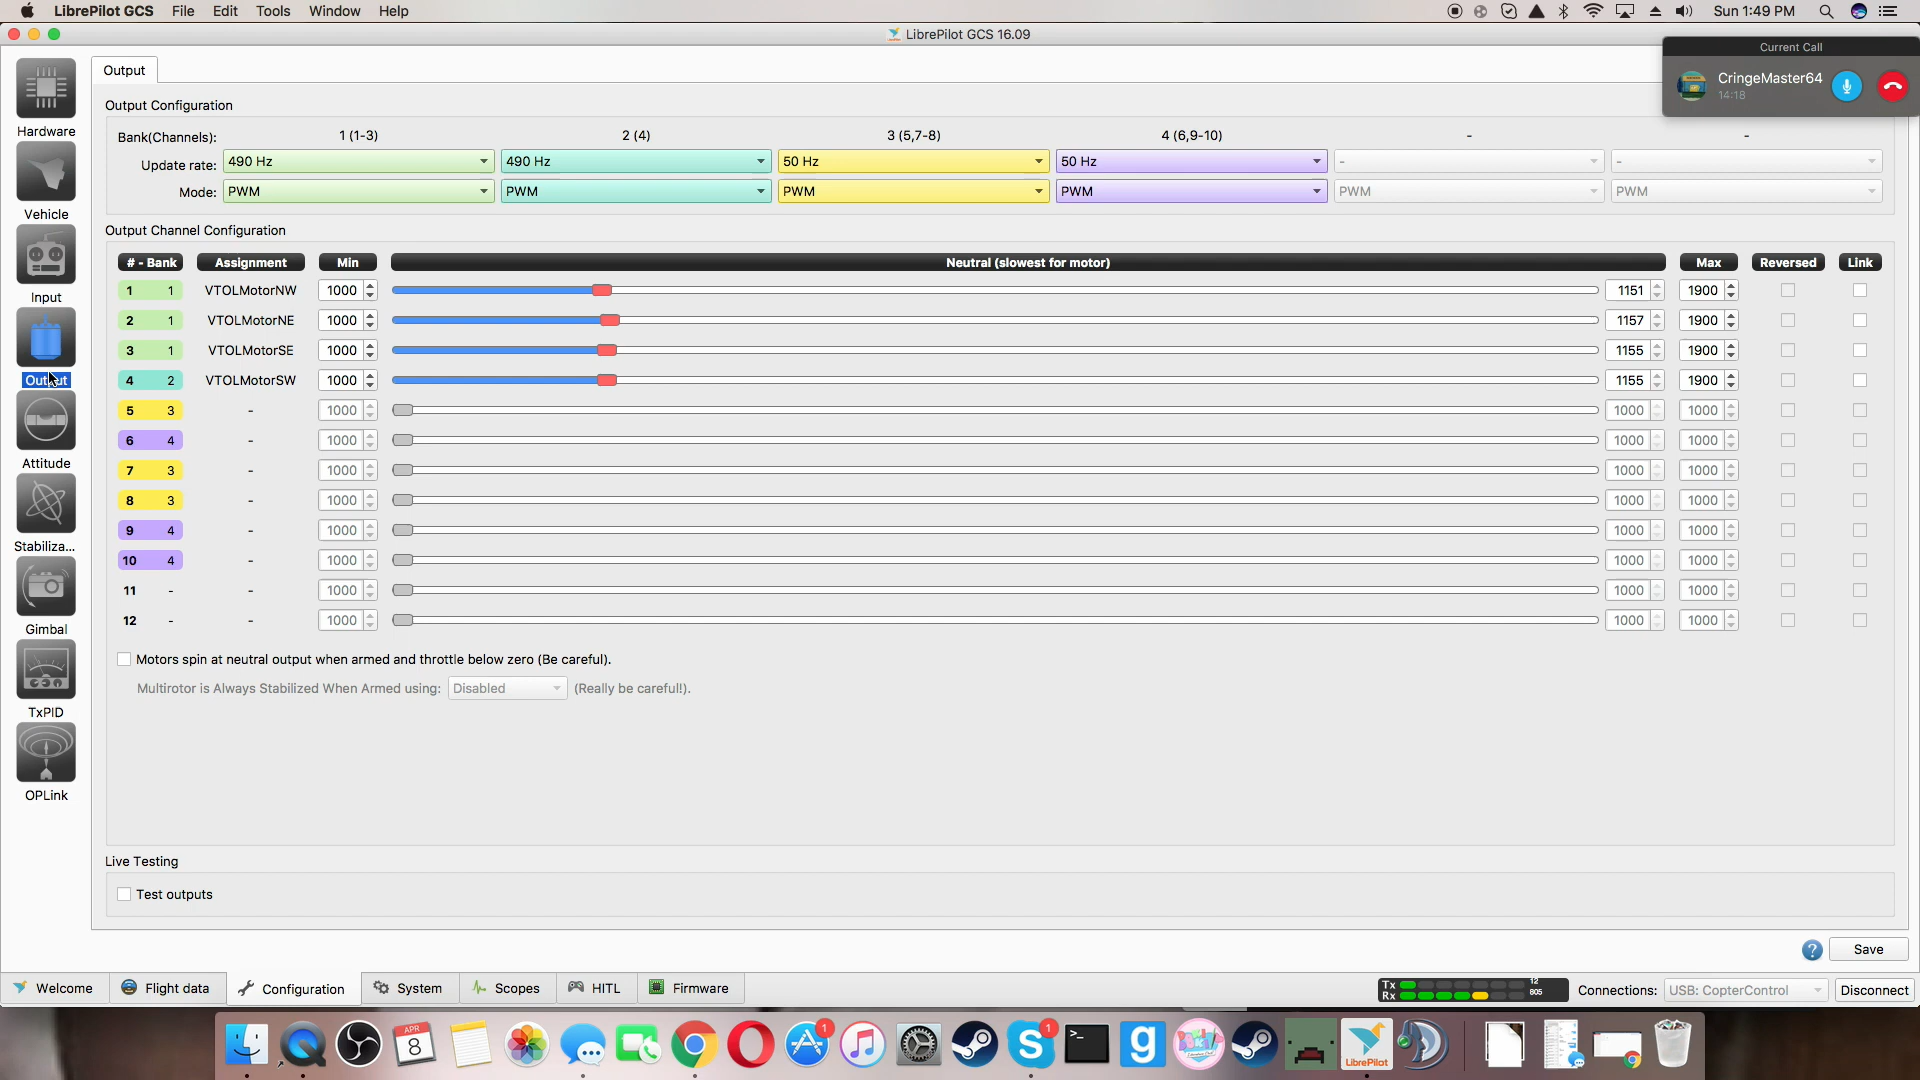 LibrePilot GCS File Edit Tools Window Help Sun 1:49 PM
LibrePilot GCS 16.09
Current Call
CringeMaster64
14:18
Hardware
Vehicle
Input
Output
Attitude
Stabiliza...
Gimbal
TxPID
OPLink
Output
Output Configuration
Bank(Channels): 1 (1-3) 2 (4) 3 (5,7-8) 4 (6,9-10) - -
Update rate: 490 Hz 490 Hz 50 Hz 50 Hz - -
Mode: PWM PWM PWM PWM PWM PWM
Output Channel Configuration
# - Bank Assignment Min Neutral (slowest for motor) Max Reversed Link
1 1 VTOLMotorNW 1000 1151 1900
2 1 VTOLMotorNE 1000 1157 1900
3 1 VTOLMotorSE 1000 1155 1900
4 2 VTOLMotorSW 1000 1155 1900
5 3 - 1000 1000 1000
6 4 - 1000 1000 1000
7 3 - 1000 1000 1000
8 3 - 1000 1000 1000
9 4 - 1000 1000 1000
10 4 - 1000 1000 1000
11 - - 1000 1000 1000
12 - - 1000 1000 1000
Motors spin at neutral output when armed and throttle below zero (Be careful).
Multirotor is Always Stabilized When Armed using: Disabled (Really be careful!).
Live Testing
Test outputs
? Save
Welcome Flight data Configuration System Scopes HITL Firmware
Tx 12
Rx 805
Connections: USB: CopterControl Disconnect
APR
8
1
1
LibrePilot